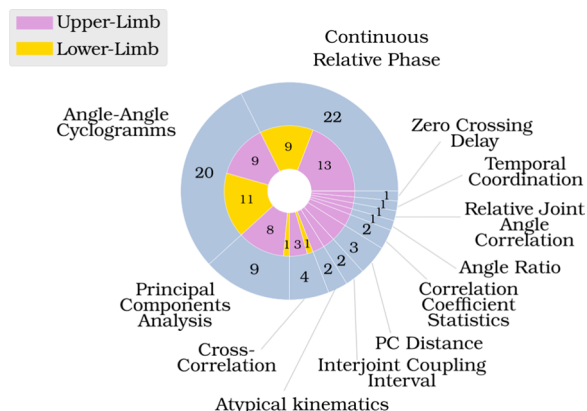 Upper-Limb
Lower-Limb
Continuous
Relative Phase
Angle-Angle
Cyclogramms
Zero Crossing
Delay
Temporal
Coordination
Relative Joint
Angle
Correlation
Angle Ratio
Correlation
Coefficient
Statistics
PC Distance
Interjoint Coupling
Interval
Atypical kinematics
Cross-
Correlation
Principal
Components
Analysis
22
20
9
4
2
2
3
2
1
1
1
1
13
9
9
11
8
1
3
1